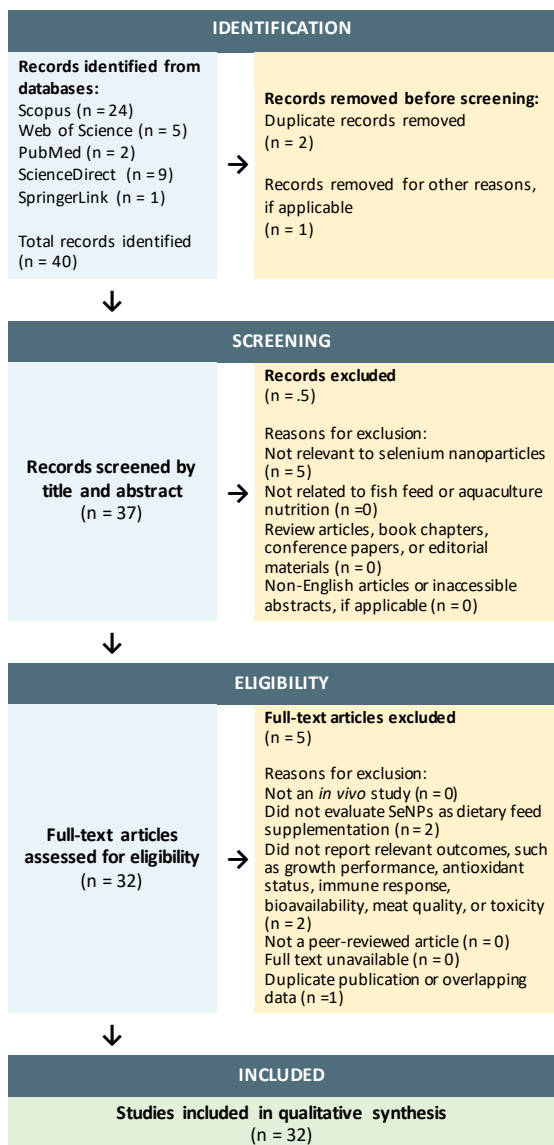 IDENTIFICATION
Records identified from
databases:
Scopus (n = 24)
Web of Science (n = 5)
PubMed (n = 2)
ScienceDirect (n = 9)
SpringerLink (n = 1)
Total records identified
(n = 40)
→
Records removed before screening:
Duplicate records removed
(n = 2)
Records removed for other reasons,
if applicable
(n = 1)
↓
SCREENING
Records screened by
title and abstract
(n = 37)
→
Records excluded
(n = .5)
Reasons for exclusion:
Not relevant to selenium nanoparticles
(n = 5)
Not related to fish feed or aquaculture
nutrition (n =0)
Review articles, book chapters,
conference papers, or editorial
materials (n = 0)
Non-English articles or inaccessible
abstracts, if applicable (n = 0)
↓
ELIGIBILITY
Full-text articles
assessed for eligibility
(n = 32)
→
Full-text articles excluded
(n = 5)
Reasons for exclusion:
Not an in vivo study (n = 0)
Did not evaluate SeNPs as dietary feed
supplementation (n = 2)
Did not report relevant outcomes, such
as growth performance, antioxidant
status, immune response,
bioavailability, meat quality, or toxicity
(n = 2)
Not a peer-reviewed article (n = 0)
Full text unavailable (n = 0)
Duplicate publication or overlapping
data (n =1)
↓
INCLUDED
Studies included in qualitative synthesis
(n = 32)